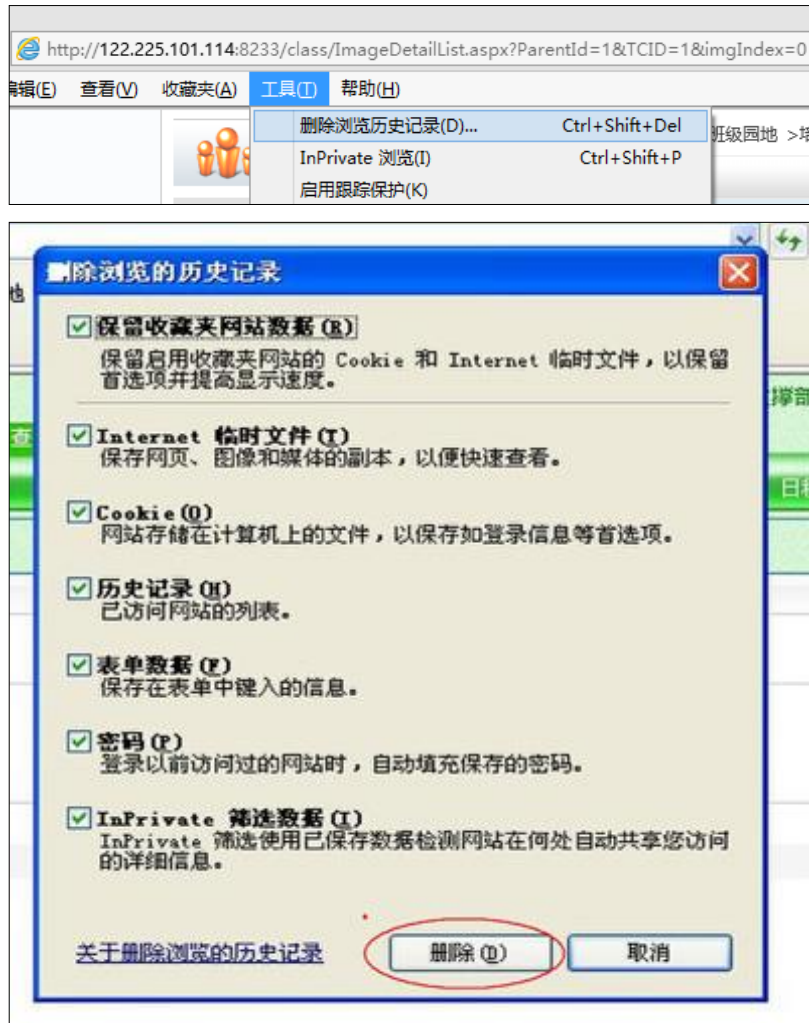 http://122.225.101.114:8233/class/ImageDetailList.aspx?ParentId=1&TCID=1&imgIndex=0
编辑(E) 查看(V) 收藏夹(A) 工具(T) 帮助(H)
删除浏览历史记录(D)... Ctrl+Shift+Del
班级园地 >培
InPrivate 浏览(I) Ctrl+Shift+P
启用跟踪保护(K)
删除浏览的历史记录
保留收藏夹网站数据(R)
保留启用收藏夹网站的 Cookie 和 Internet 临时文件，以保留
首选项并提高显示速度。
撑部
Internet 临时文件(T)
保存网页、图像和媒体的副本，以便快速查看。
Cookie(O)
网站存储在计算机上的文件，以保存如登录信息等首选项。
历史记录(H)
已访问网站的列表。
表单数据(F)
保存在表单中键入的信息。
密码(P)
登录以前访问过的网站时，自动填充保存的密码。
InPrivate 筛选数据(I)
InPrivate 筛选使用已保存数据检测网站在何处自动共享您访问
的详细信息。
关于删除浏览的历史记录 删除(D) 取消